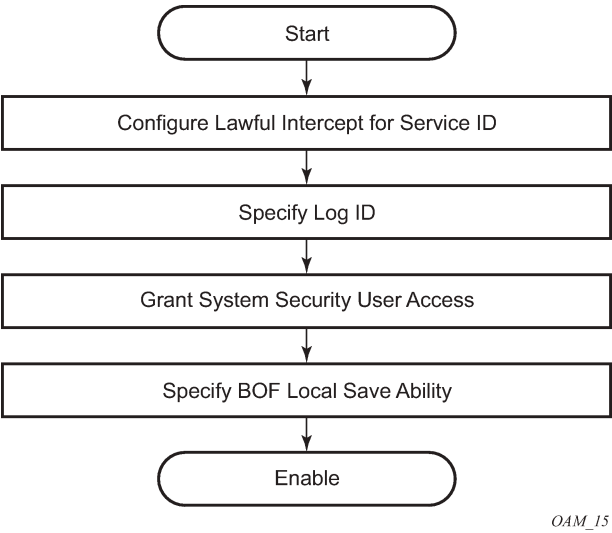 Start
Configure Lawful Intercept for Service ID
Specify Log ID
Grant System Security User Access
Specify BOF Local Save Ability
Enable
OAM_15